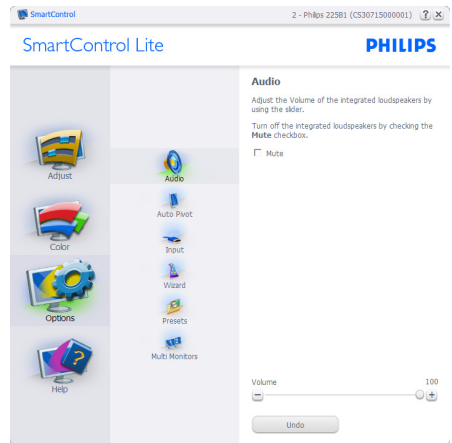 SmartControl
2 - Philips 225B1 (CS30715000001)
SmartControl Lite
PHILIPS
Adjust
Color
Options
Help
Audio
Auto Pivot
Input
Wizard
Presets
Multi Monitors
Audio
Adjust the Volume of the integrated loudspeakers by
using the slider.
Turn off the integrated loudspeakers by checking the
Mute checkbox.
Mute
Volume 100
Undo